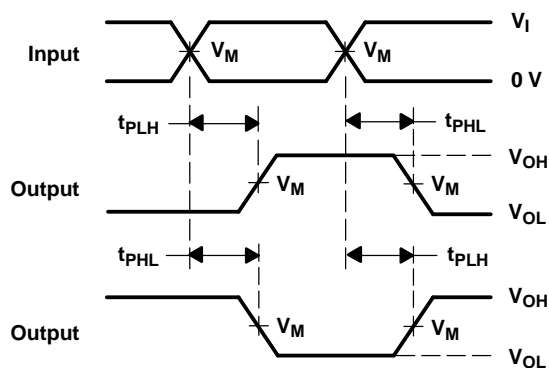 V_I
Input
V_M
V_M
0 V
t_PLH
t_PHL
V_OH
Output
V_M
V_M
V_OL
t_PHL
t_PLH
V_OH
Output
V_M
V_M
V_OL